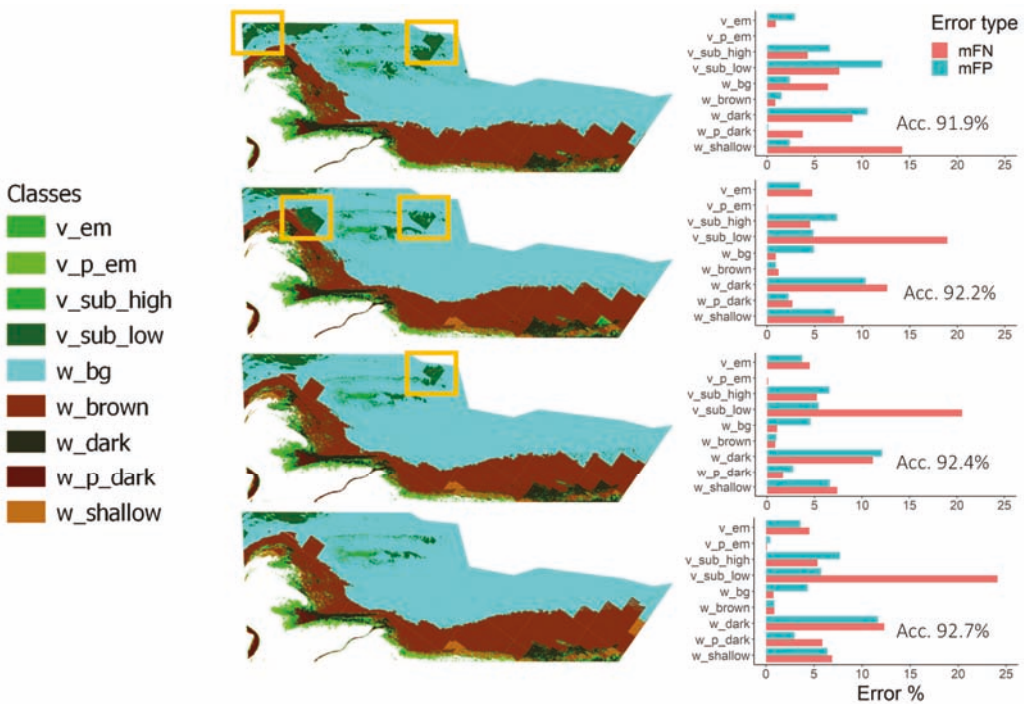 Classes
v_em
v_p_em
v_sub_high
v_sub_low
w_bg
w_brown
w_dark
w_p_dark
w_shallow
Error type
mFN
mFP
v_em
v_p_em
v_sub_high
v_sub_low
w_bg
w_brown
w_dark
w_p_dark
w_shallow
Acc. 91.9%
0 5 10 15 20 25
v_em
v_p_em
v_sub_high
v_sub_low
w_bg
w_brown
w_dark
w_p_dark
w_shallow
Acc. 92.2%
0 5 10 15 20 25
v_em
v_p_em
v_sub_high
v_sub_low
w_bg
w_brown
w_dark
w_p_dark
w_shallow
Acc. 92.4%
0 5 10 15 20 25
v_em
v_p_em
v_sub_high
v_sub_low
w_bg
w_brown
w_dark
w_p_dark
w_shallow
Acc. 92.7%
0 5 10 15 20 25
Error %